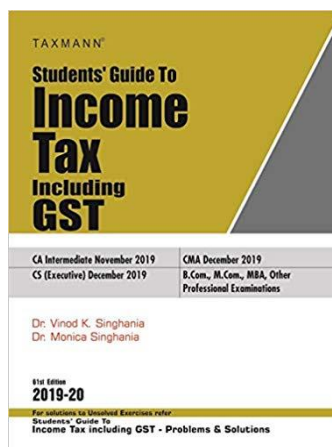 TAXMANN®
Students' Guide To
Income
Tax
Including
GST
CA Intermediate November 2019
CS (Executive) December 2019
CMA December 2019
B.Com., M.Com., MBA, Other
Professional Examinations
Dr. Vinod K. Singhania
Dr. Monica Singhania
61st Edition
2019-20
For solutions to Unsolved Exercises refer
Students' Guide To
Income Tax including GST - Problems & Solutions